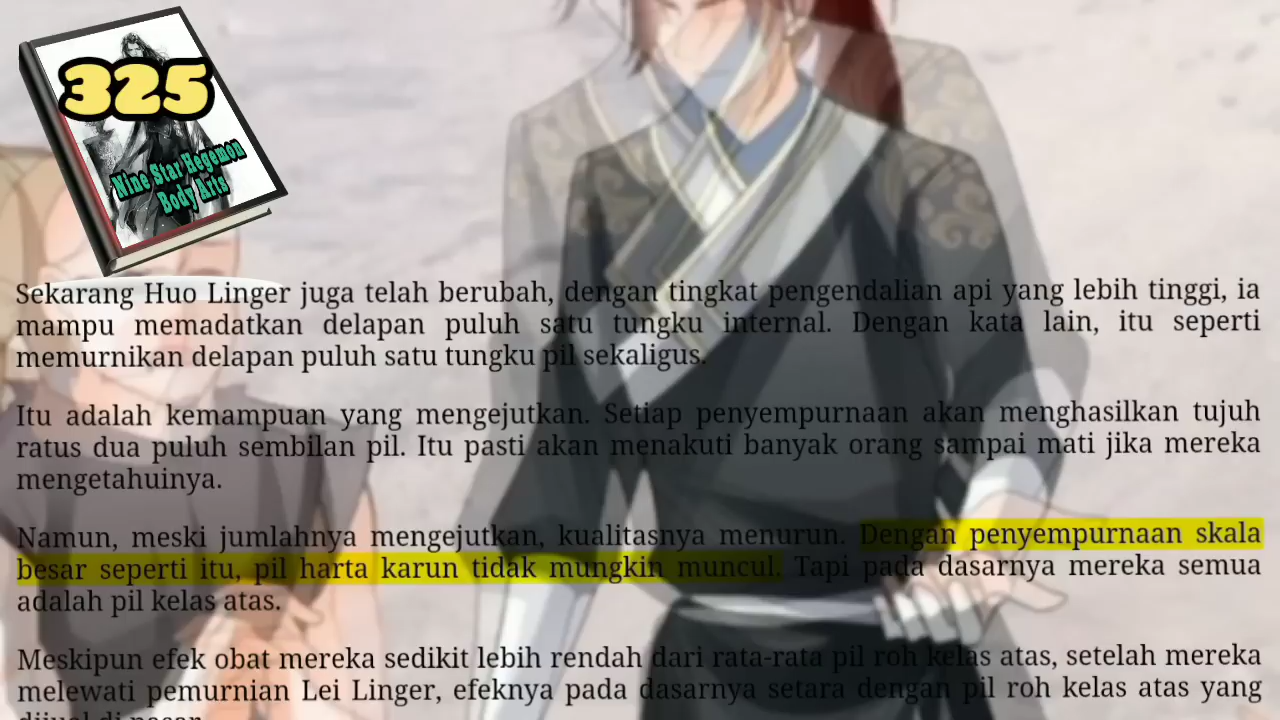 325
Nine Star Hegemon
Body Arts
Sekarang Huo Linger juga telah berubah, dengan tingkat pengendalian api yang lebih tinggi, ia
mampu memadatkan delapan puluh satu tungku internal. Dengan kata lain, itu seperti
memurnikan delapan puluh satu tungku pil sekaligus.
Itu adalah kemampuan yang mengejutkan. Setiap penyempurnaan akan menghasilkan tujuh
ratus dua puluh sembilan pil. Itu pasti akan menakuti banyak orang sampai mati jika mereka
mengetahuinya.
Namun, meski jumlahnya mengejutkan, kualitasnya menurun. Dengan penyempurnaan skala
besar seperti itu, pil harta karun tidak mungkin muncul. Tapi pada dasarnya mereka semua
adalah pil kelas atas.
Meskipun efek obat mereka sedikit lebih rendah dari rata-rata pil roh kelas atas, setelah mereka
melewati pemurnian Lei Linger, efeknya pada dasarnya setara dengan pil roh kelas atas yang
dijual di pasar.